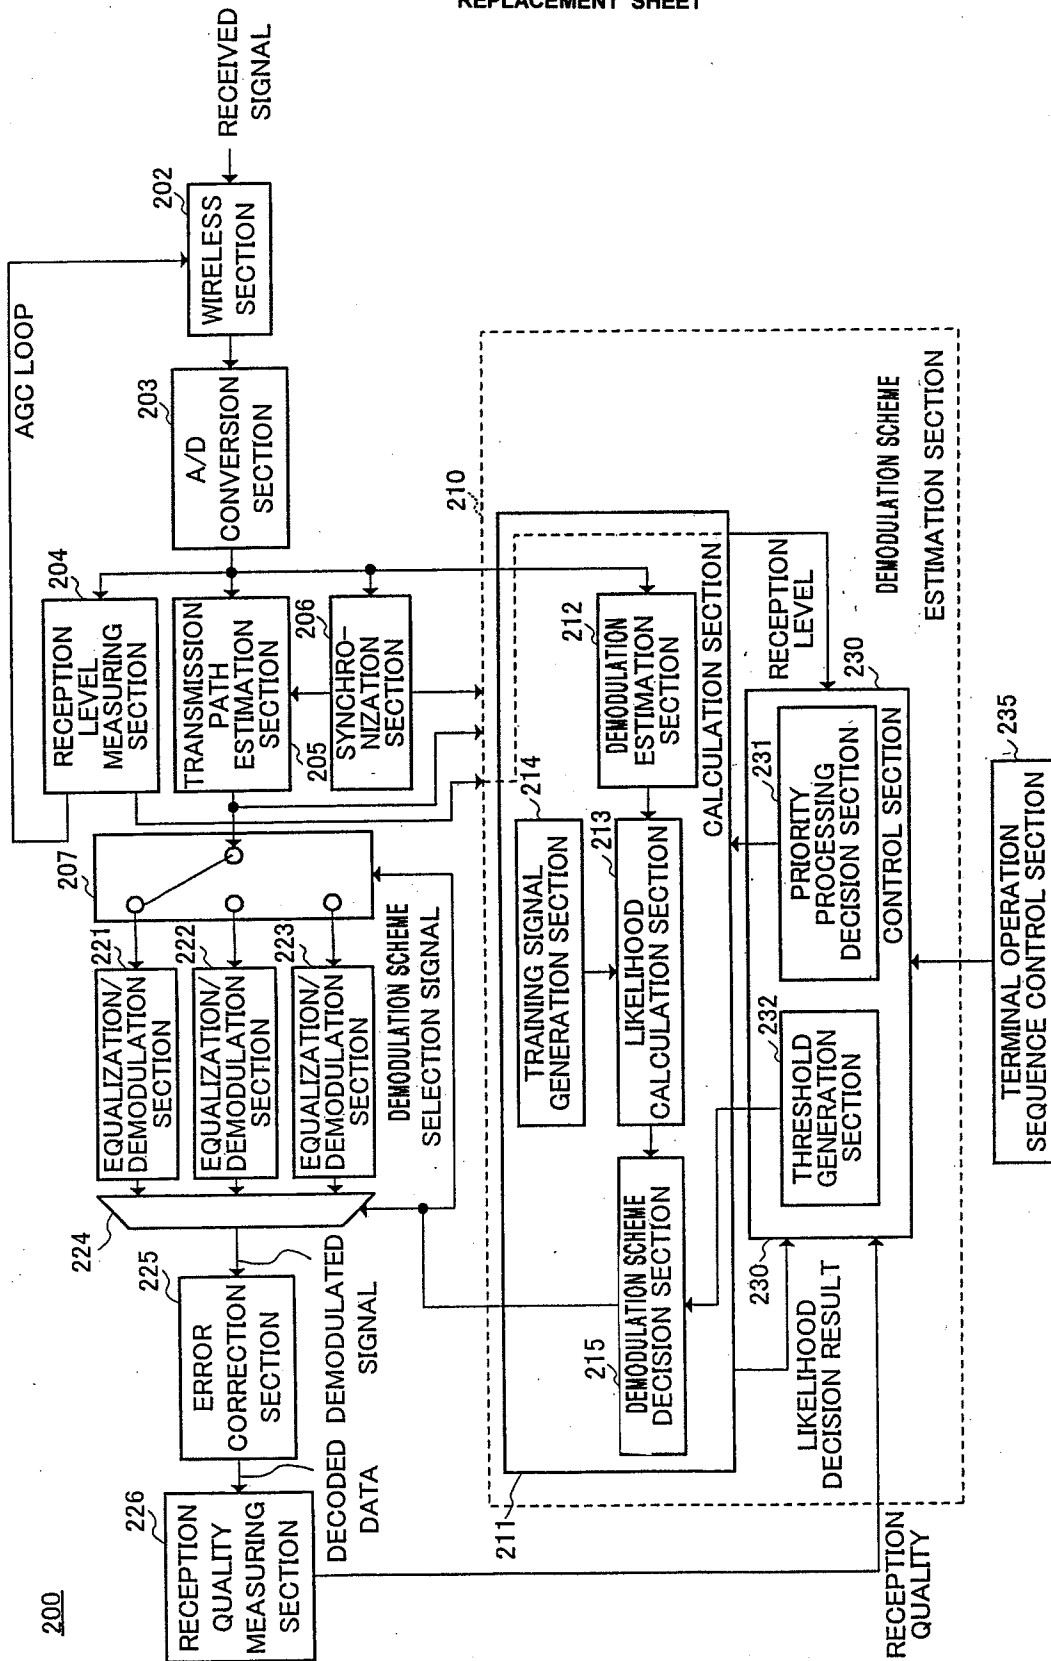 REPLACEMENT SHEET
200
RECEIVED
SIGNAL
202
WIRELESS
SECTION
AGC LOOP
203
A/D
CONVERSION
SECTION
204
RECEPTION
LEVEL
MEASURING
SECTION
TRANSMISSION
PATH
ESTIMATION
SECTION
205
206
SYNCHRO-
NIZATION
SECTION
207
221
EQUALIZATION/
DEMODULATION
SECTION
222
EQUALIZATION/
DEMODULATION
SECTION
223
EQUALIZATION/
DEMODULATION
SECTION
DEMODULATION SCHEME
SELECTION SIGNAL
224
DEMODULATED
SIGNAL
225
ERROR
CORRECTION
SECTION
DECODED
DATA
226
RECEPTION
QUALITY
MEASURING
SECTION
210
DEMODULATION SCHEME
ESTIMATION SECTION
211
CALCULATION SECTION
212
DEMODULATION
ESTIMATION
SECTION
214
TRAINING SIGNAL
GENERATION SECTION
213
LIKELIHOOD
CALCULATION SECTION
215
DEMODULATION SCHEME
DECISION SECTION
RECEPTION
LEVEL
230
231
PRIORITY
PROCESSING
DECISION SECTION
CONTROL SECTION
232
THRESHOLD
GENERATION
SECTION
230
LIKELIHOOD
DECISION RESULT
RECEPTION
QUALITY
235
TERMINAL OPERATION
SEQUENCE CONTROL SECTION